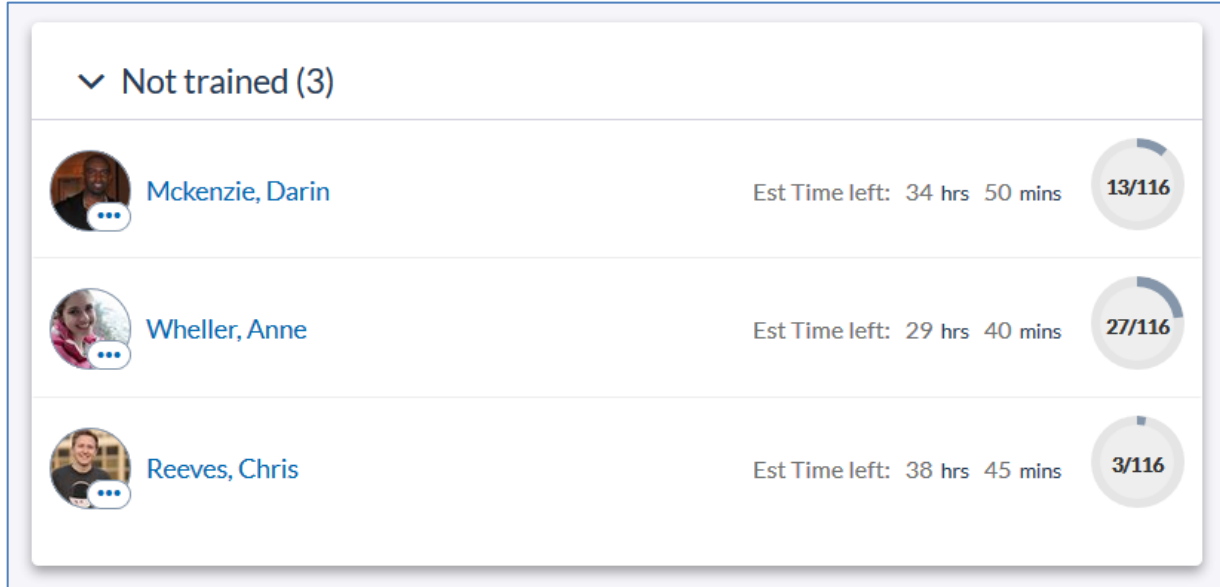 Not trained (3)
Mckenzie, Darin Est Time left: 34 hrs 50 mins 13/116
Wheller, Anne Est Time left: 29 hrs 40 mins 27/116
Reeves, Chris Est Time left: 38 hrs 45 mins 3/116